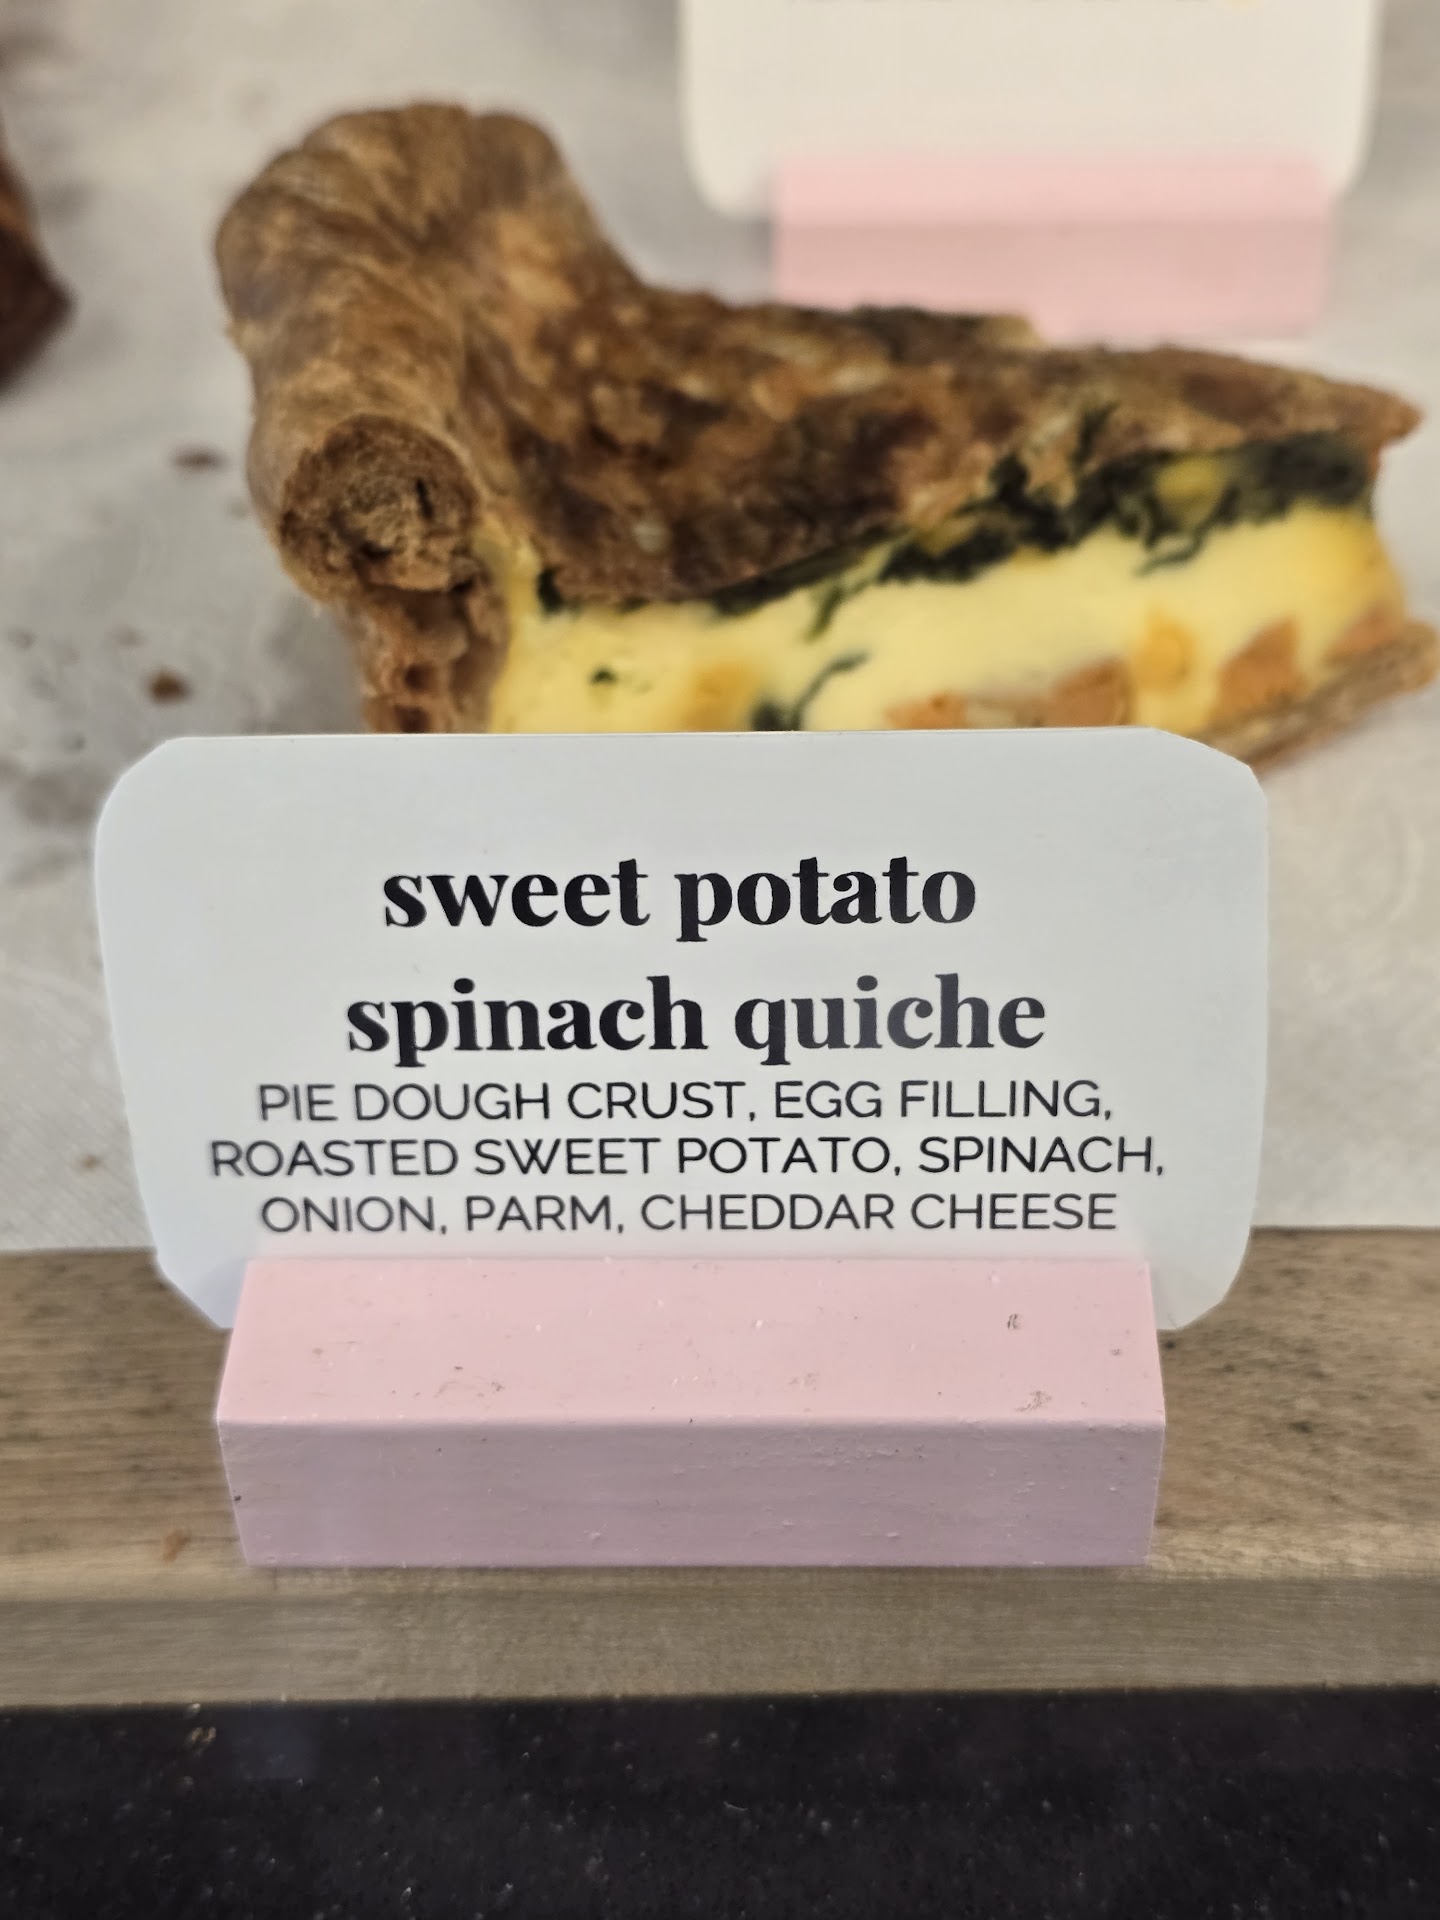 sweet potato
spinach quiche
PIE DOUGH CRUST, EGG FILLING,
ROASTED SWEET POTATO, SPINACH,
ONION, PARM, CHEDDAR CHEESE